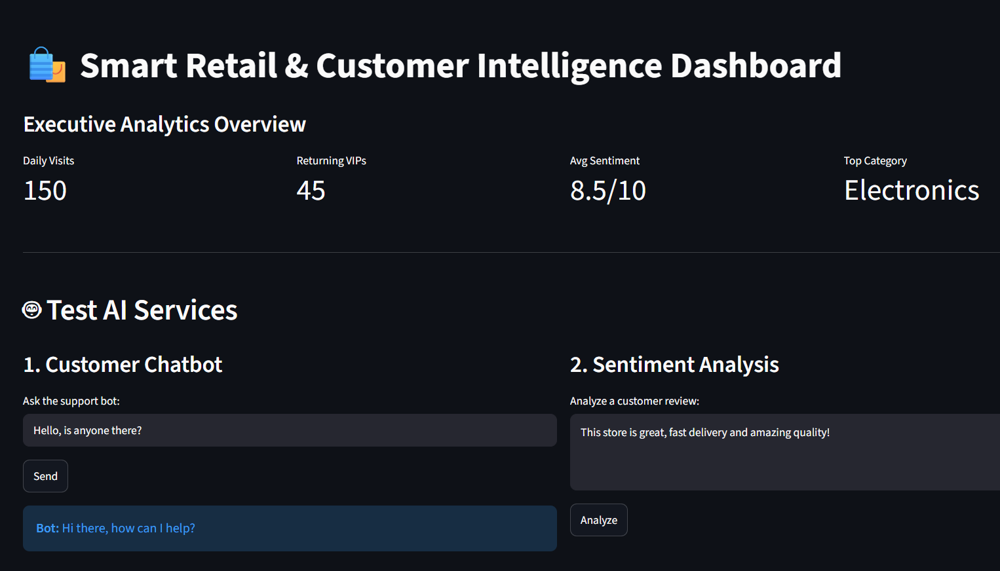 Smart Retail & Customer Intelligence Dashboard
Executive Analytics Overview
Daily Visits
150
Returning VIPs
45
Avg Sentiment
8.5/10
Top Category
Electronics
Test AI Services
1. Customer Chatbot
Ask the support bot:
Hello, is anyone there?
Send
Bot: Hi there, how can I help?
2. Sentiment Analysis
Analyze a customer review:
This store is great, fast delivery and amazing quality!
Analyze